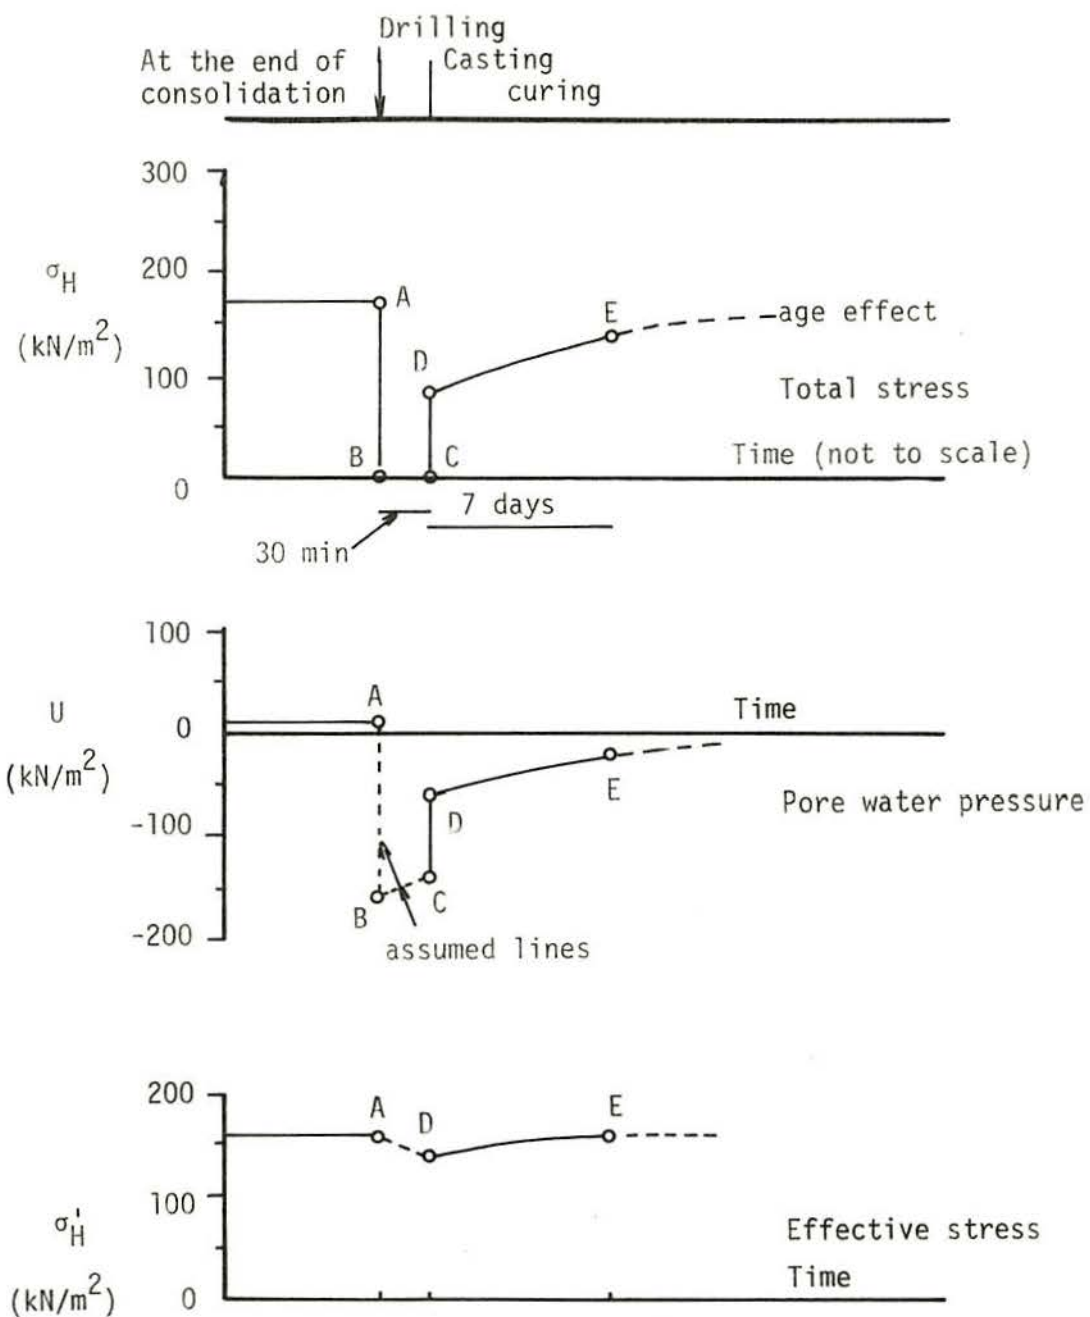 Drilling
At the end of
consolidation
Casting
curing
300
200
100
0
σH
(kN/m2)
A
B
C
D
E
age effect
Total stress
Time (not to scale)
30 min
7 days
100
0
-100
-200
U
(kN/m2)
A
B
C
D
E
Time
Pore water pressure
assumed lines
200
100
0
σ'H
(kN/m2)
A
D
E
Effective stress
Time